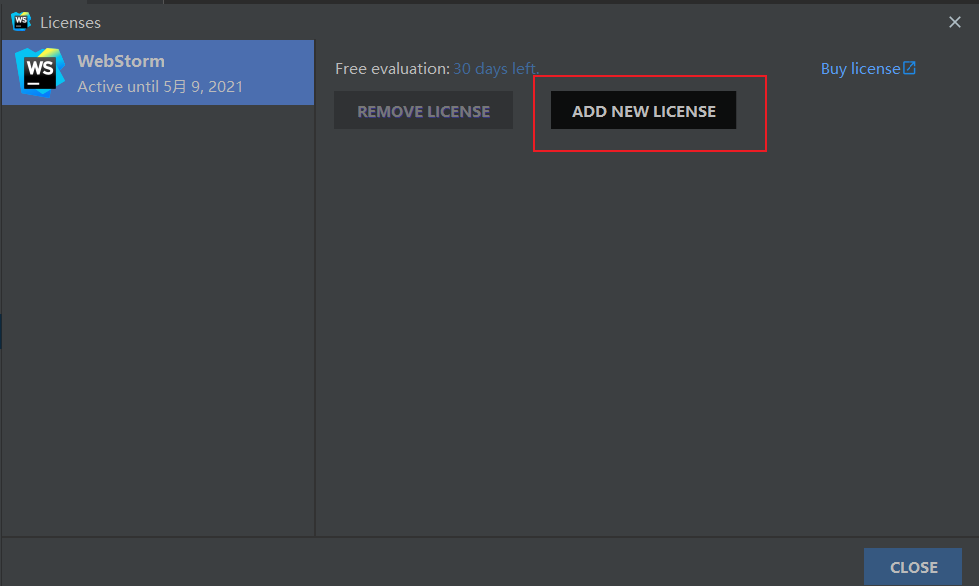 WS Licenses
WS WebStorm
Active until 5月 9, 2021
Free evaluation: 30 days left.
Buy license
REMOVE LICENSE
ADD NEW LICENSE
CLOSE